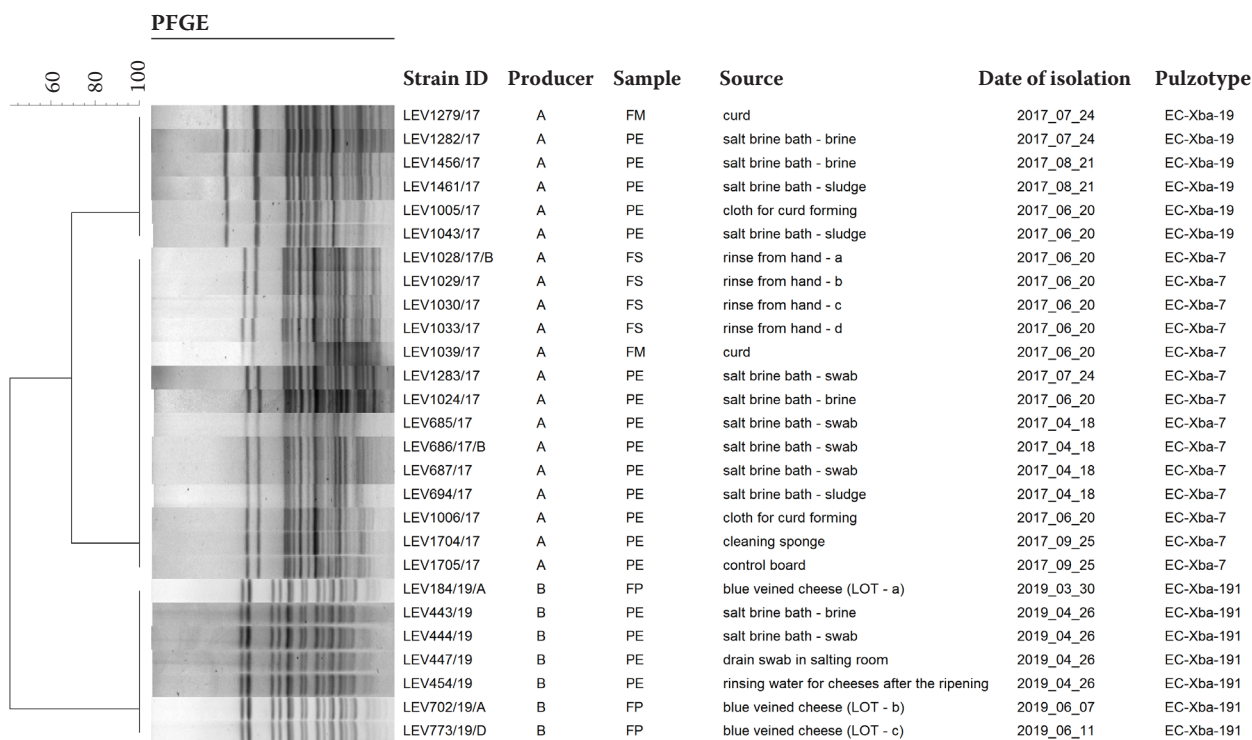 PFGE
60 80 100
Strain ID Producer Sample Source Date of isolation Pulzotype
LEV1279/17 A FM curd 2017_07_24 EC-Xba-19
LEV1282/17 A PE salt brine bath - brine 2017_07_24 EC-Xba-19
LEV1456/17 A PE salt brine bath - brine 2017_08_21 EC-Xba-19
LEV1461/17 A PE salt brine bath - sludge 2017_08_21 EC-Xba-19
LEV1005/17 A PE cloth for curd forming 2017_06_20 EC-Xba-19
LEV1043/17 A PE salt brine bath - sludge 2017_06_20 EC-Xba-19
LEV1028/17/B A FS rinse from hand - a 2017_06_20 EC-Xba-7
LEV1029/17 A FS rinse from hand - b 2017_06_20 EC-Xba-7
LEV1030/17 A FS rinse from hand - c 2017_06_20 EC-Xba-7
LEV1033/17 A FS rinse from hand - d 2017_06_20 EC-Xba-7
LEV1039/17 A FM curd 2017_06_20 EC-Xba-7
LEV1283/17 A PE salt brine bath - swab 2017_07_24 EC-Xba-7
LEV1024/17 A PE salt brine bath - brine 2017_06_20 EC-Xba-7
LEV685/17 A PE salt brine bath - swab 2017_04_18 EC-Xba-7
LEV686/17/B A PE salt brine bath - swab 2017_04_18 EC-Xba-7
LEV687/17 A PE salt brine bath - swab 2017_04_18 EC-Xba-7
LEV694/17 A PE salt brine bath - sludge 2017_04_18 EC-Xba-7
LEV1006/17 A PE cloth for curd forming 2017_06_20 EC-Xba-7
LEV1704/17 A PE cleaning sponge 2017_09_25 EC-Xba-7
LEV1705/17 A PE control board 2017_09_25 EC-Xba-7
LEV184/19/A B FP blue veined cheese (LOT - a) 2019_03_30 EC-Xba-191
LEV443/19 B PE salt brine bath - brine 2019_04_26 EC-Xba-191
LEV444/19 B PE salt brine bath - swab 2019_04_26 EC-Xba-191
LEV447/19 B PE drain swab in salting room 2019_04_26 EC-Xba-191
LEV454/19 B PE rinsing water for cheeses after the ripening 2019_04_26 EC-Xba-191
LEV702/19/A B FP blue veined cheese (LOT - b) 2019_06_07 EC-Xba-191
LEV773/19/D B FP blue veined cheese (LOT - c) 2019_06_11 EC-Xba-191